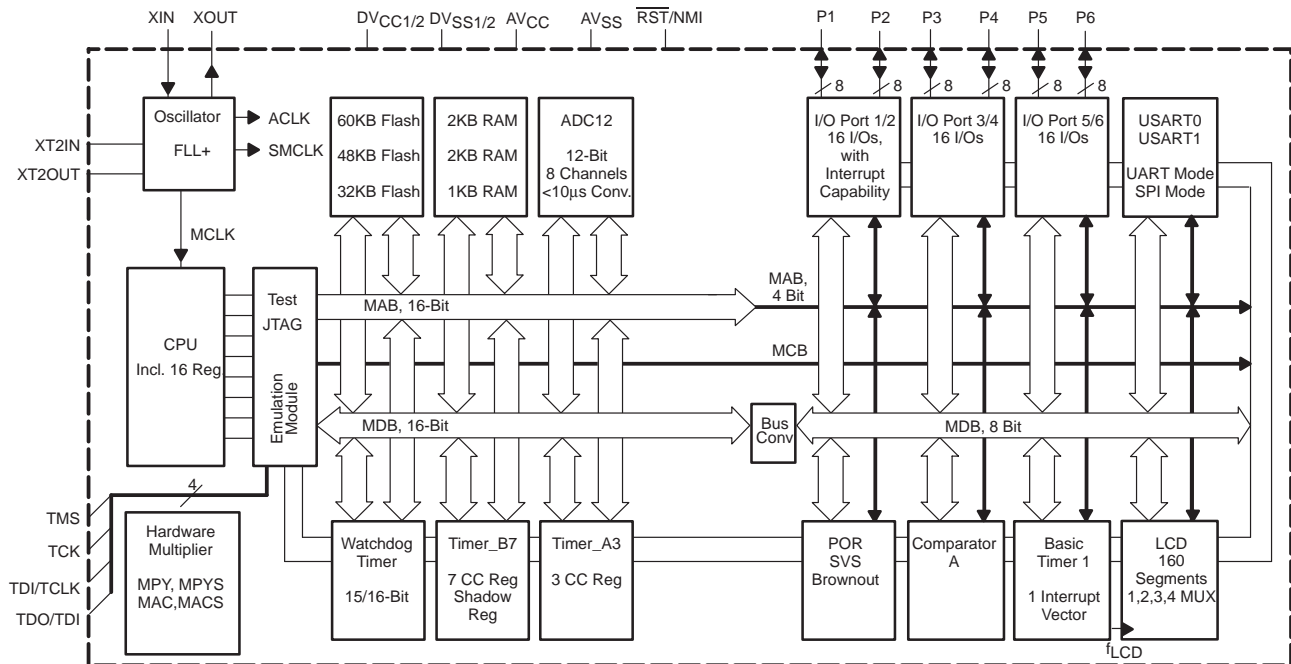 XIN XOUT DVCC1/2 DVSS1/2 AVCC AVSS RST/NMI P1 P2 P3 P4 P5 P6
8 8 8 8 8 8
XT2IN
XT2OUT
Oscillator
FLL+
ACLK
SMCLK
MCLK
60KB Flash
48KB Flash
32KB Flash
2KB RAM
2KB RAM
1KB RAM
ADC12
12-Bit
8 Channels
<10μs Conv.
I/O Port 1/2
16 I/Os,
with
Interrupt
Capability
I/O Port 3/4
16 I/Os
I/O Port 5/6
16 I/Os
USART0
USART1
UART Mode
SPI Mode
CPU
Incl. 16 Reg.
Test
JTAG
Emulation
Module
MAB, 16-Bit
MAB,
4 Bit
MCB
MDB, 16-Bit
Bus
Conv
MDB, 8 Bit
4
TMS
TCK
TDI/TCLK
TDO/TDI
Hardware
Multiplier
MPY, MPYS
MAC,MACS
Watchdog
Timer
15/16-Bit
Timer_B7
7 CC Reg
Shadow
Reg
Timer_A3
3 CC Reg
POR
SVS
Brownout
Comparator
A
Basic
Timer 1
1 Interrupt
Vector
LCD
160
Segments
1,2,3,4 MUX
fLCD